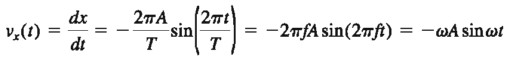 v_x(t) = dx/dt = − 2πA/T sin(2πt/T) = −2πfA sin(2πft) = −ωA sin ωt